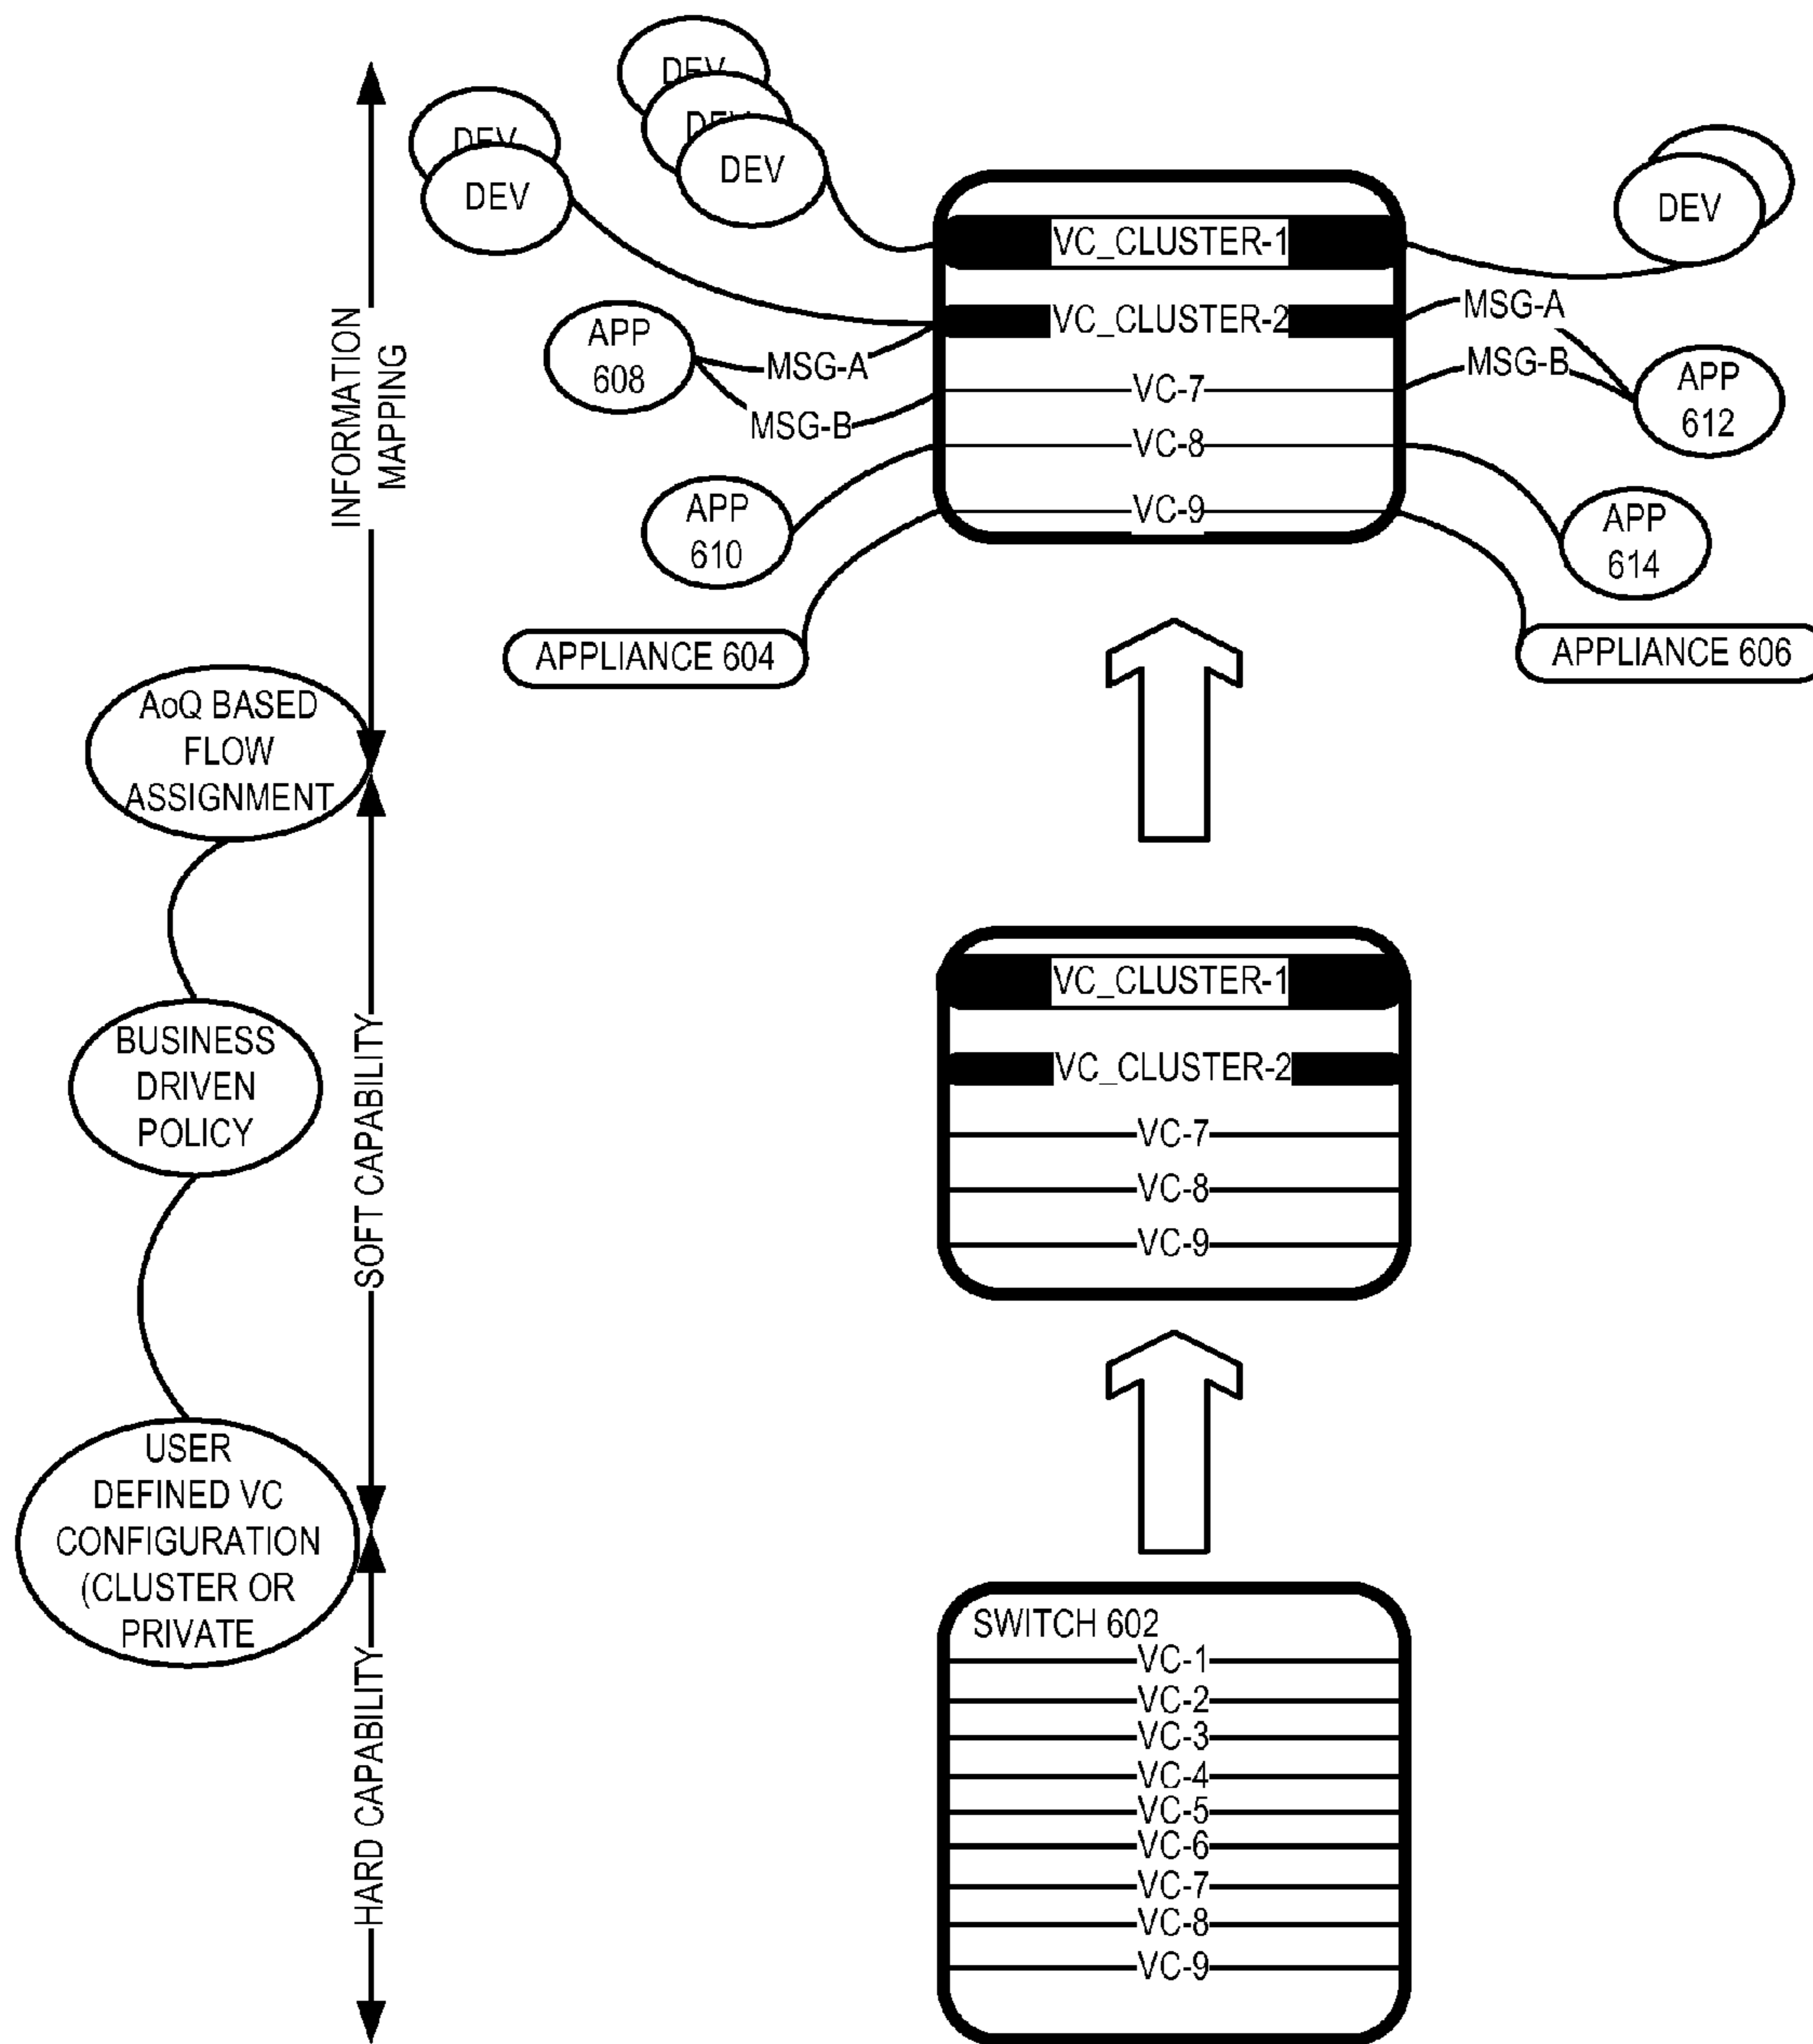 DEV
DEV
DEV
DEV
DEV
DEV
VC_CLUSTER-1
VC_CLUSTER-2
VC-7
VC-8
VC-9
MSG-A
MSG-B
MSG-A
MSG-B
APP
608
APP
610
APP
612
APP
614
APPLIANCE 604
APPLIANCE 606
INFORMATION
MAPPING
AoQ BASED
FLOW
ASSIGNMENT
BUSINESS
DRIVEN
POLICY
SOFT CAPABILITY
VC_CLUSTER-1
VC_CLUSTER-2
VC-7
VC-8
VC-9
USER
DEFINED VC
CONFIGURATION
(CLUSTER OR
PRIVATE
HARD CAPABILITY
SWITCH 602
VC-1
VC-2
VC-3
VC-4
VC-5
VC-6
VC-7
VC-8
VC-9